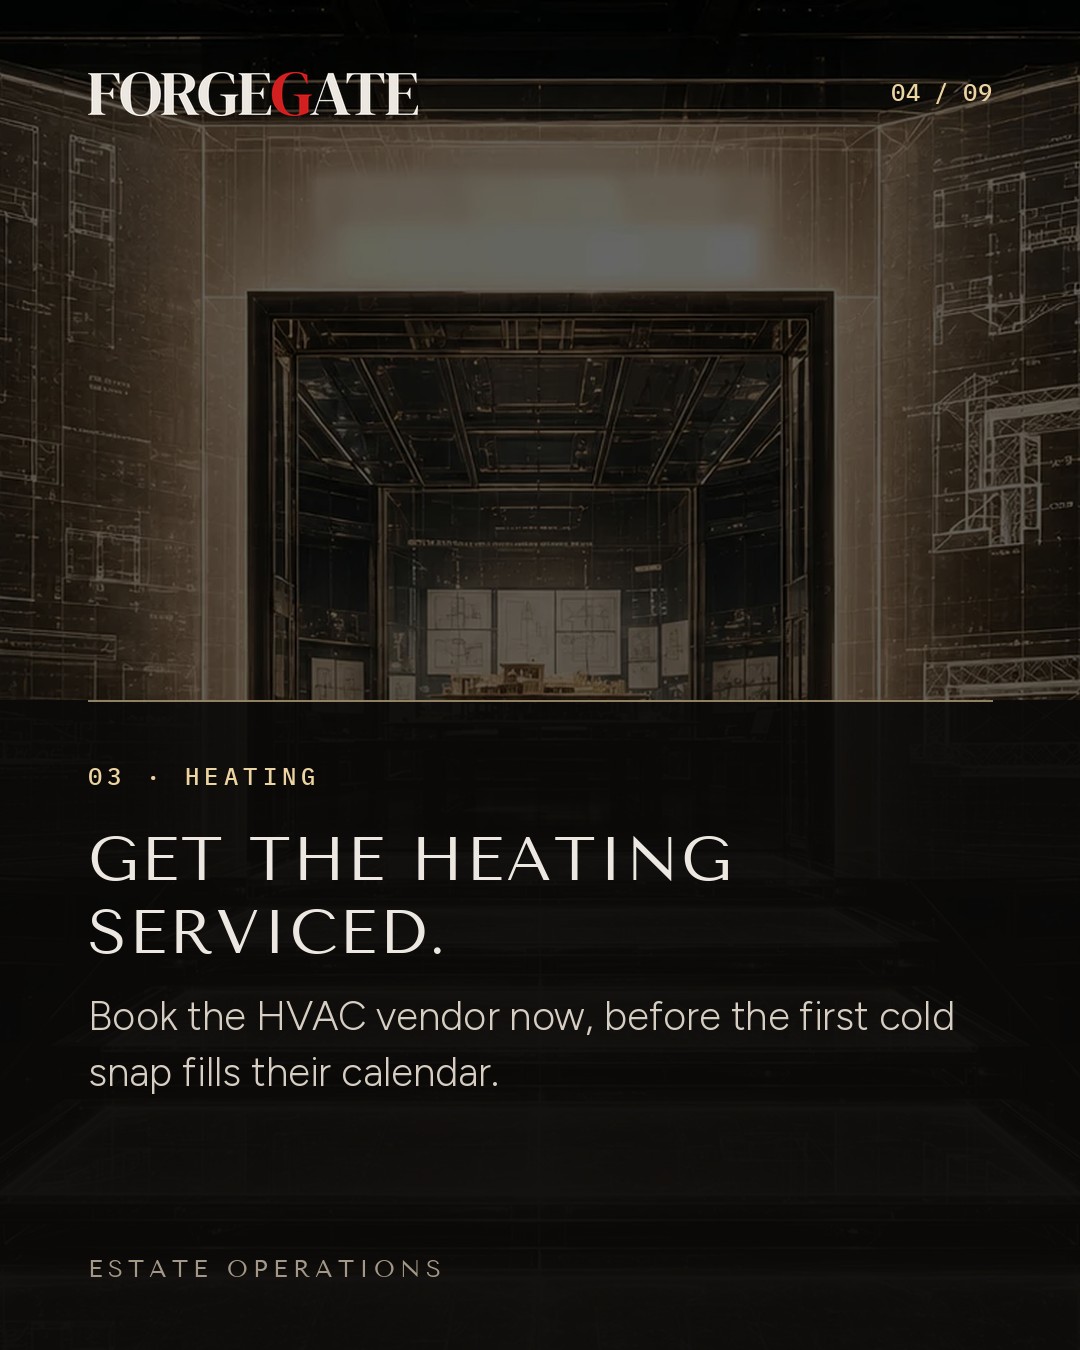 FORGEGATE
04 / 09
03 · HEATING
GET THE HEATING
SERVICED.
Book the HVAC vendor now, before the first cold
snap fills their calendar.
ESTATE OPERATIONS